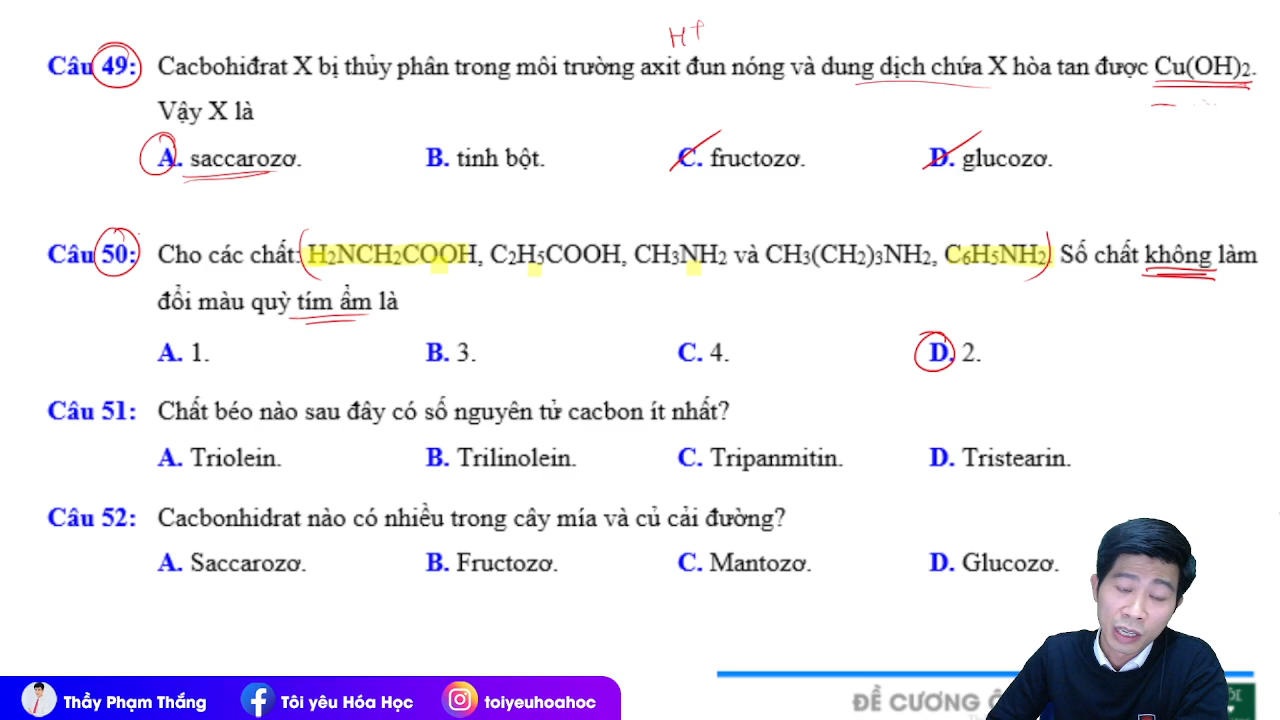 H+
Câu 49: Cacbohiđrat X bị thủy phân trong môi trường axit đun nóng và dung dịch chứa X hòa tan được Cu(OH)2.
Vậy X là
A. saccarozơ. B. tinh bột. C. fructozơ. D. glucozơ.
Câu 50: Cho các chất: H2NCH2COOH, C2H5COOH, CH3NH2 và CH3(CH2)3NH2, C6H5NH2. Số chất không làm
đổi màu quỳ tím ẩm là
A. 1. B. 3. C. 4. D. 2.
Câu 51: Chất béo nào sau đây có số nguyên tử cacbon ít nhất?
A. Triolein. B. Trilinolein. C. Tripanmitin. D. Tristearin.
Câu 52: Cacbonhidrat nào có nhiều trong cây mía và củ cải đường?
A. Saccarozơ. B. Fructozơ. C. Mantozơ. D. Glucozơ.
Thầy Phạm Thắng Tôi yêu Hóa Học toiyeuhoahoc
ĐỀ CƯƠNG